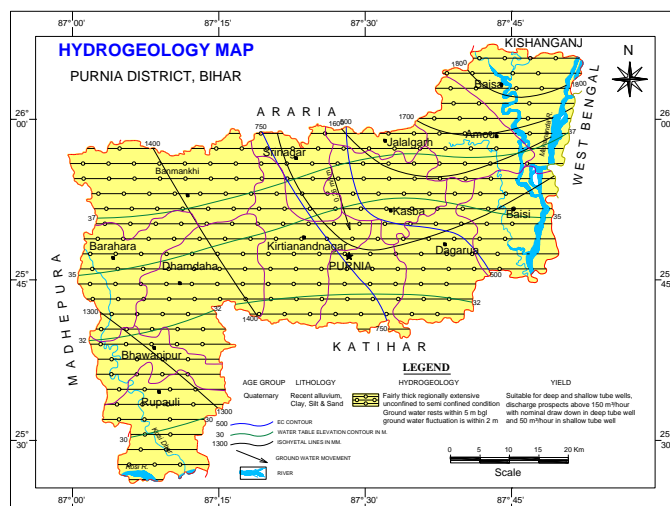 87° 00' 87° 15' 87° 30' 87° 45'
HYDROGEOLOGY MAP
PURNIA DISTRICT, BIHAR
KISHANGANJ
N
WEST BENGAL
ARARIA
MADHEPURA
KATIHAR
26° 00'
26° 00'
25° 45'
25° 45'
25° 30'
25° 30'
1800
Baisa
1800
1700
1600
500
750
1400
Amour
37
Jalalgarh
Srinagar
Banmankhi
Kasba
Baisi
35
37
Kirtianandnagar
Dagarua
Barahara
PURNIA
Dhamdaha
35
500
32
1300
1400
750
32
Bhawanipur
Rupauli
1300
30
30
Kosi Dhar
Kosi R.
LEGEND
AGE GROUP LITHOLOGY HYDROGEOLOGY YIELD
Quaternary
Recent alluvium,
Clay, Silt & Sand
Fairly thick regionally extensive
unconfined to semi confined condition
Ground water rests within 5 m bgl
ground water fluctuation is within 2 m
Suitable for deep and shallow tube wells,
discharge prospects above 150 m³/hour
with nominal draw down in deep tube well
and 50 m³/hour in shallow tube well
500 EC CONTOUR
30 WATER TABLE ELEVATION CONTOUR IN M.
1300 ISOHYETAL LINES IN MM.
GROUND WATER MOVEMENT
RIVER
0 5 10 15 20 Km
Scale
87° 00' 87° 15' 87° 30' 87° 45'